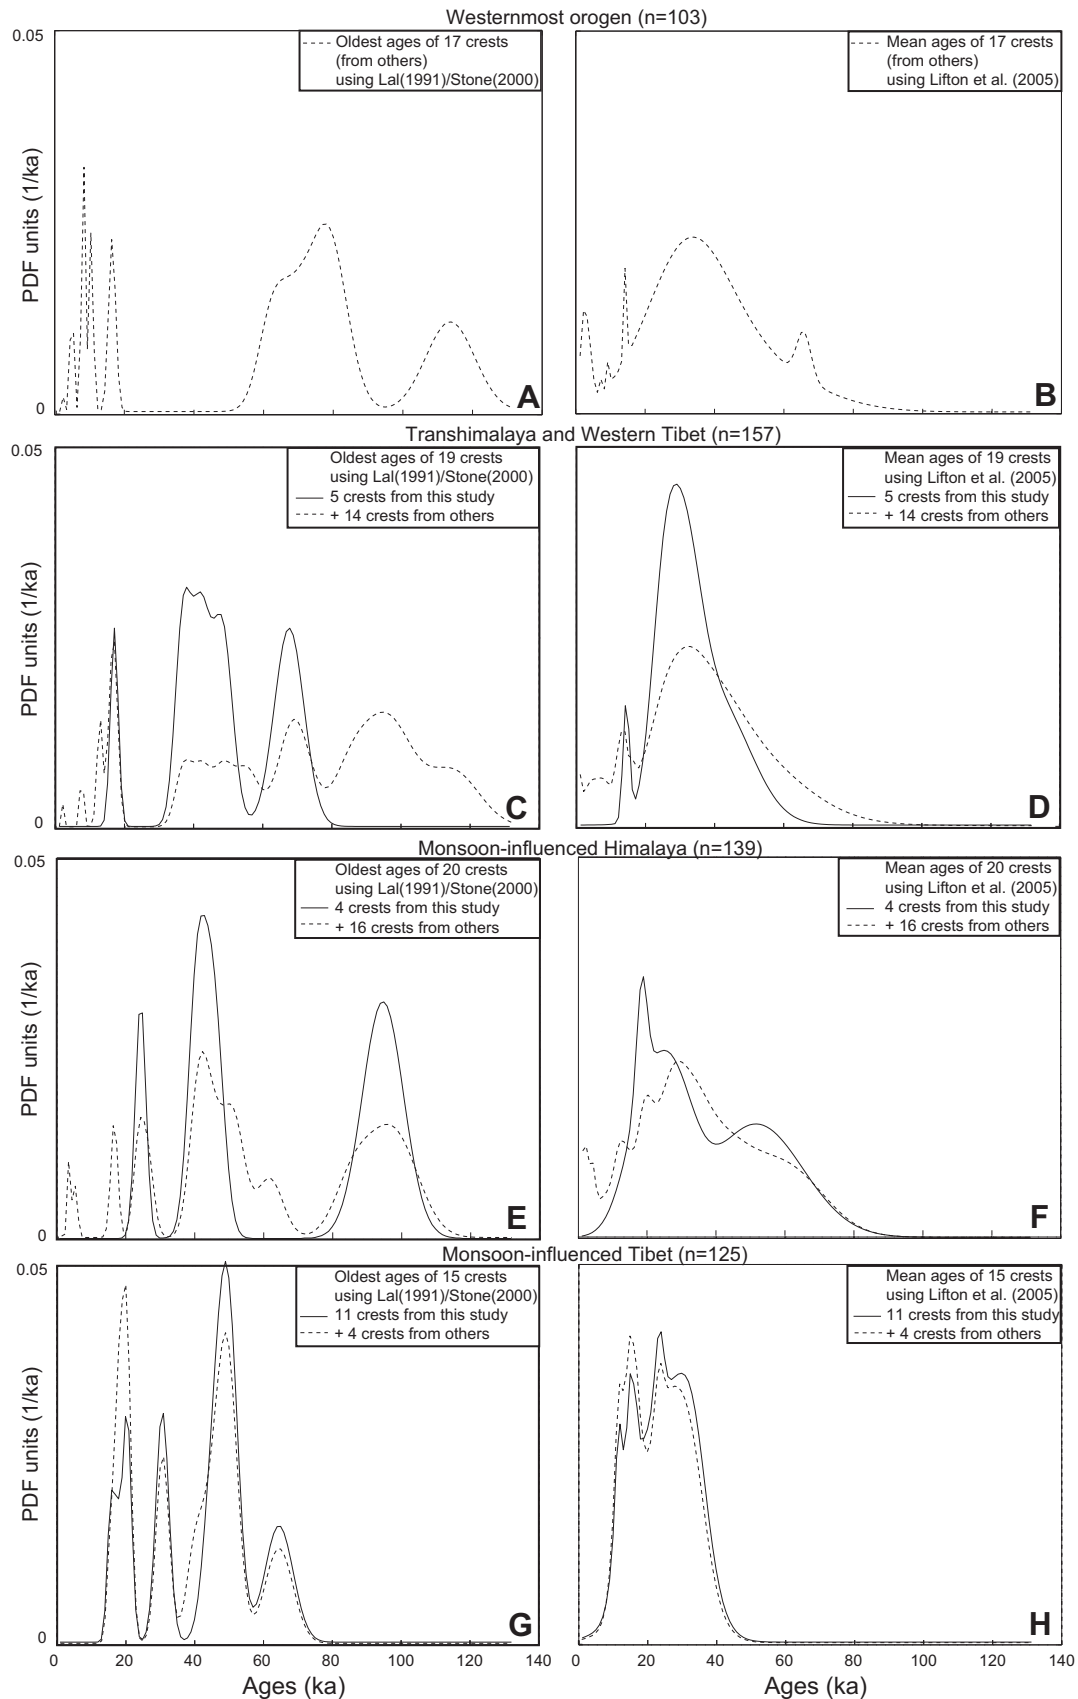 Westernmost orogen (n=103)
0.05
Oldest ages of 17 crests
(from others)
using Lal(1991)/Stone(2000)
PDF units (1/ka)
0
A
Mean ages of 17 crests
(from others)
using Lifton et al. (2005)
B
Transhimalaya and Western Tibet (n=157)
0.05
Oldest ages of 19 crests
using Lal(1991)/Stone(2000)
5 crests from this study
+ 14 crests from others
PDF units (1/ka)
0
C
Mean ages of 19 crests
using Lifton et al. (2005)
5 crests from this study
+ 14 crests from others
D
Monsoon-influenced Himalaya (n=139)
0.05
Oldest ages of 20 crests
using Lal(1991)/Stone(2000)
4 crests from this study
+ 16 crests from others
PDF units (1/ka)
0
E
Mean ages of 20 crests
using Lifton et al. (2005)
4 crests from this study
+ 16 crests from others
F
Monsoon-influenced Tibet (n=125)
0.05
Oldest ages of 15 crests
using Lal(1991)/Stone(2000)
11 crests from this study
+ 4 crests from others
PDF units (1/ka)
0
G
0 20 40 60 80 100 120 140
Ages (ka)
Mean ages of 15 crests
using Lifton et al. (2005)
11 crests from this study
+ 4 crests from others
H
0 20 40 60 80 100 120 140
Ages (ka)